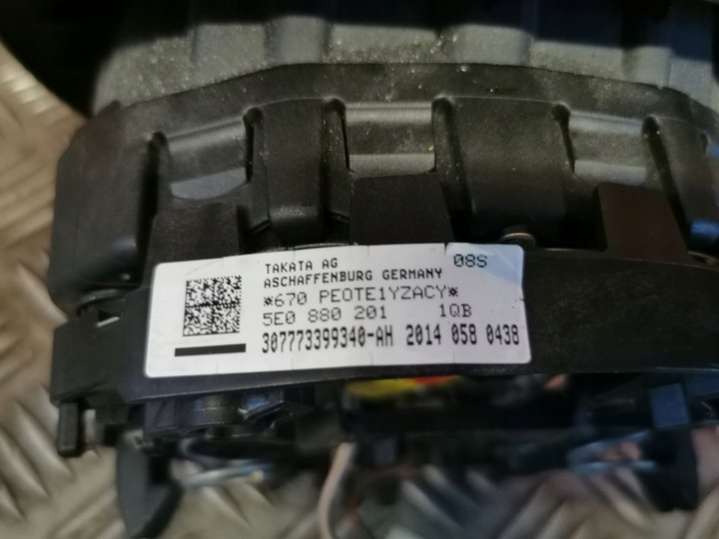 TAKATA AG 08S
ASCHAFFENBURG GERMANY
*670 PEOTE1YZACY*
5E0 880 201 1QB
307773399340-AH 2014 058 0438